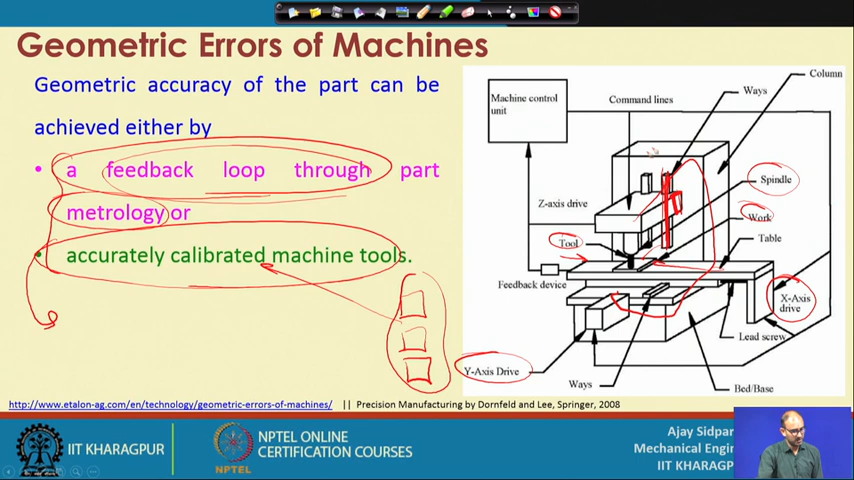 Geometric Errors of Machines
Geometric accuracy of the part can be
achieved either by
• a feedback loop through part
metrology or
• accurately calibrated machine tools.
Machine control
unit
Command lines
Ways
Column
Z-axis drive
Spindle
Work
Tool
Table
Feedback device
X-Axis
drive
Lead screw
Y-Axis Drive
Ways
Bed/Base
http://www.etalon-ag.com/en/technology/geometric-errors-of-machines/ || Precision Manufacturing by Dornfeld and Lee, Springer, 2008
IIT KHARAGPUR
NPTEL
NPTEL ONLINE
CERTIFICATION COURSES
Ajay Sidpar
Mechanical Engin
IIT KHARAGP